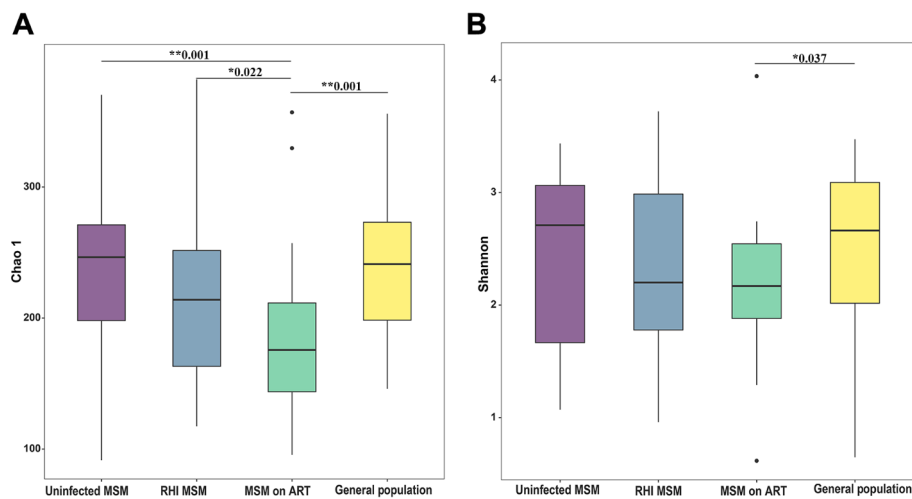 A
**0.001
*0.022
**0.001
300
200
100
Chao 1
Uninfected MSM
RHI MSM
MSM on ART
General population
B
*0.037
4
3
2
1
Shannon
Uninfected MSM
RHI MSM
MSM on ART
General population